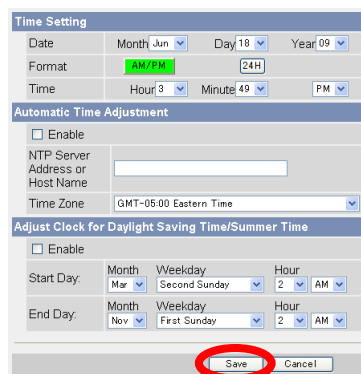 Time Setting
Date Month Jun Day 18 Year 09
Format AM/PM 24H
Time Hour 3 Minute 49 PM
Automatic Time Adjustment
Enable
NTP Server
Address or
Host Name
Time Zone GMT-05:00 Eastern Time
Adjust Clock for Daylight Saving Time/Summer Time
Enable
Month Weekday Hour
Start Day: Mar Second Sunday 2 AM
Month Weekday Hour
End Day: Nov First Sunday 2 AM
Save Cancel